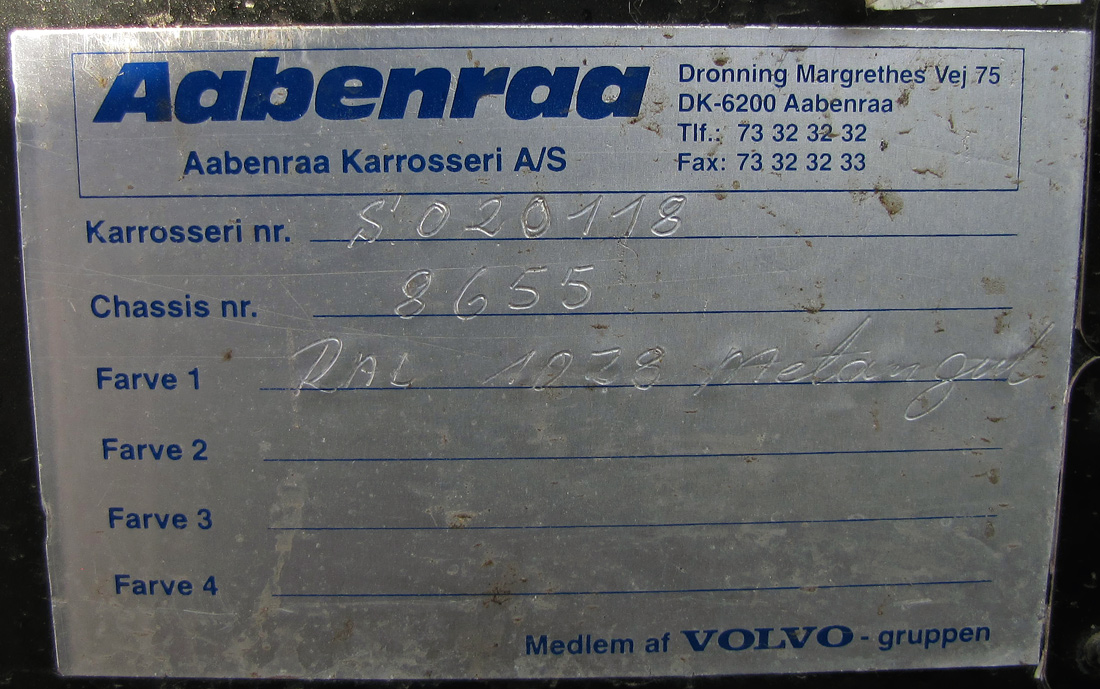 Aabenraa
Aabenraa Karrosseri A/S
Dronning Margrethes Vej 75
DK-6200 Aabenraa
Tlf.: 73 32 32 32
Fax: 73 32 32 33
Karrosseri nr. S020118
Chassis nr. 8655
Farve 1 RAL 1028 Metangul
Farve 2
Farve 3
Farve 4
Medlem af VOLVO - gruppen